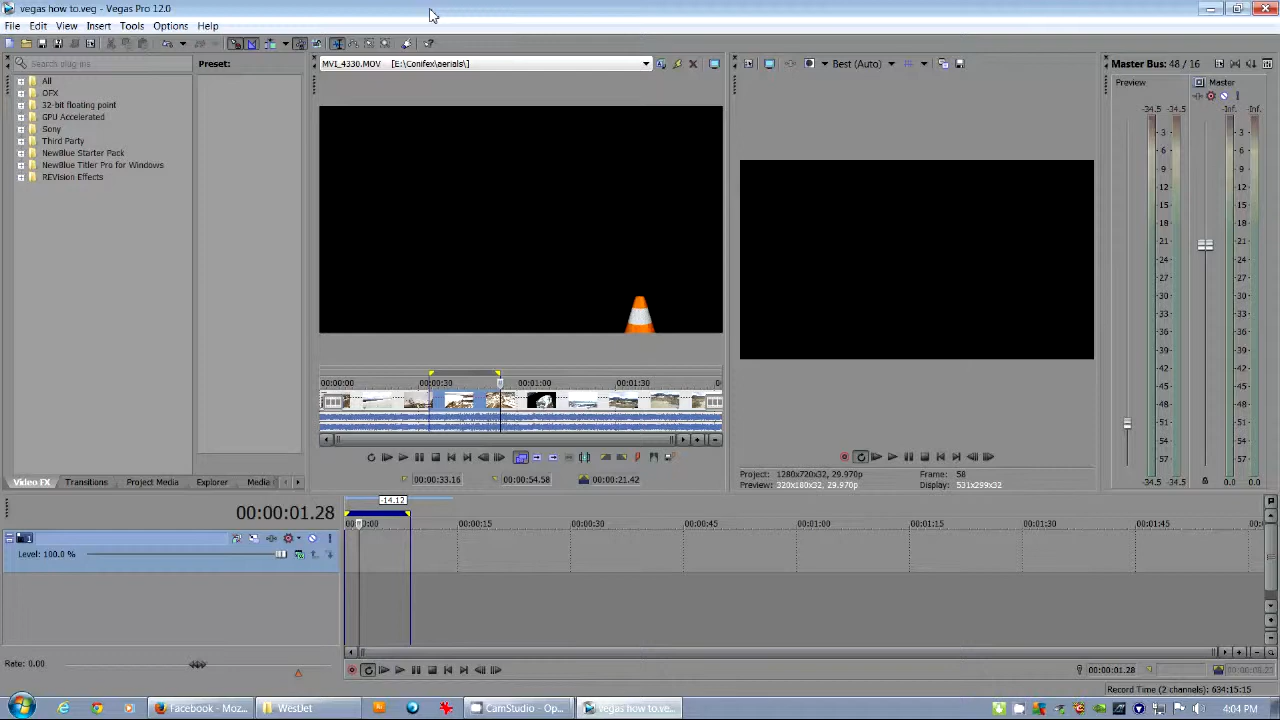 vegas how to.veg - Vegas Pro 12.0
File Edit View Insert Tools Options Help
Search plug-ins
Preset:
MVI_4330.MOV [E:\Conifex\aerials\]
Best (Auto)
Master Bus: 48 / 16
All
OFX
32-bit floating point
GPU Accelerated
Sony
Third Party
NewBlue Starter Pack
NewBlue Titler Pro for Windows
REVision Effects
Preview
Master
-34.5 -34.5 -Inf. -Inf.
3
6
9
12
15
18
21
24
27
30
33
36
39
42
45
48
51
54
57
3
6
9
12
15
18
21
24
27
30
33
36
39
42
45
48
51
54
57
0.0 0.0
00:00:00 00:00:30 00:01:00 00:01:30
00:00:33.16 00:00:54.58 00:00:21.42
Project: 1280x720x32, 29.970p Frame: 58
Preview: 320x180x32, 29.970p Display: 531x299x32
Video FX Transitions Project Media Explorer Media
00:00:01.28
-14.12
00:00:15 00:00:30 00:00:45 00:01:00 00:01:15 00:01:30 00:01:45
1
Level: 100.0 %
Rate: 0.00
00:00:01.28
Record Time (2 channels): 634:15:15
Facebook - Moz... WestJet CamStudio - Op... vegas how to.ve... 4:04 PM